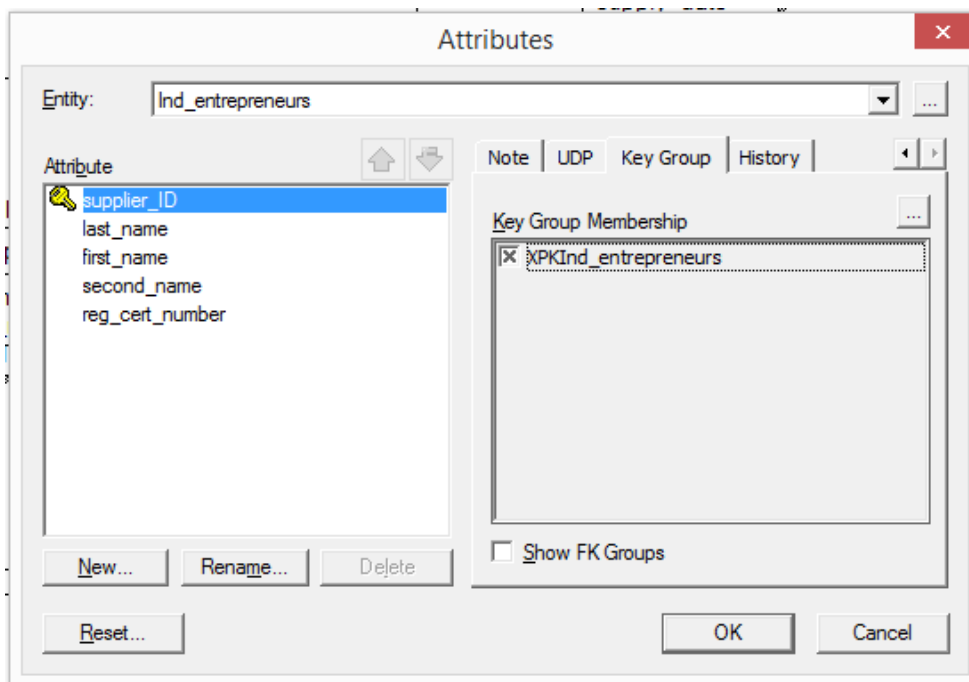 Attributes
Entity: Ind_entrepreneurs ...
Attribute
supplier_ID
last_name
first_name
second_name
reg_cert_number
Note UDP Key Group History
Key Group Membership ...
XPKInd_entrepreneurs
Show FK Groups
New... Rename... Delete
Reset... OK Cancel